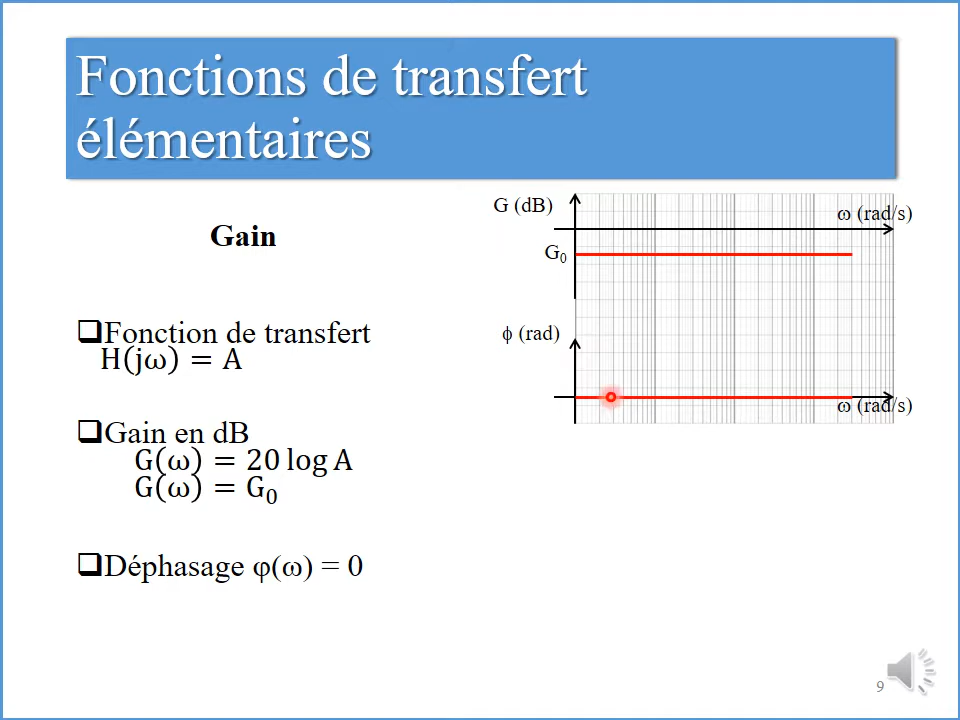 Fonctions de transfert
élémentaires
Gain
❑Fonction de transfert
H(jω) = A
❑Gain en dB
G(ω) = 20 log A
G(ω) = G₀
❑Déphasage φ(ω) = 0
G (dB)
ω (rad/s)
G₀
ϕ (rad)
ω (rad/s)
9